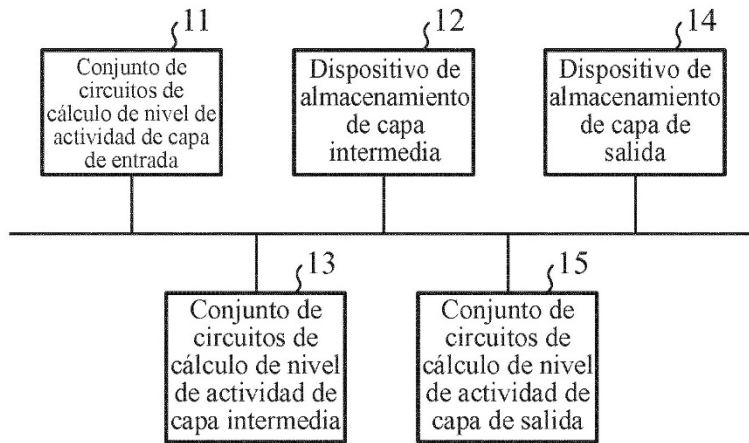 11
Conjunto de
circuitos de
cálculo de nivel de
actividad de capa
de entrada
12
Dispositivo de
almacenamiento
de capa
intermedia
14
Dispositivo de
almacenamiento
de capa de
salida
13
Conjunto de
circuitos de
cálculo de nivel
de actividad de
capa intermedia
15
Conjunto de
circuitos de
cálculo de nivel
de actividad de
capa de salida